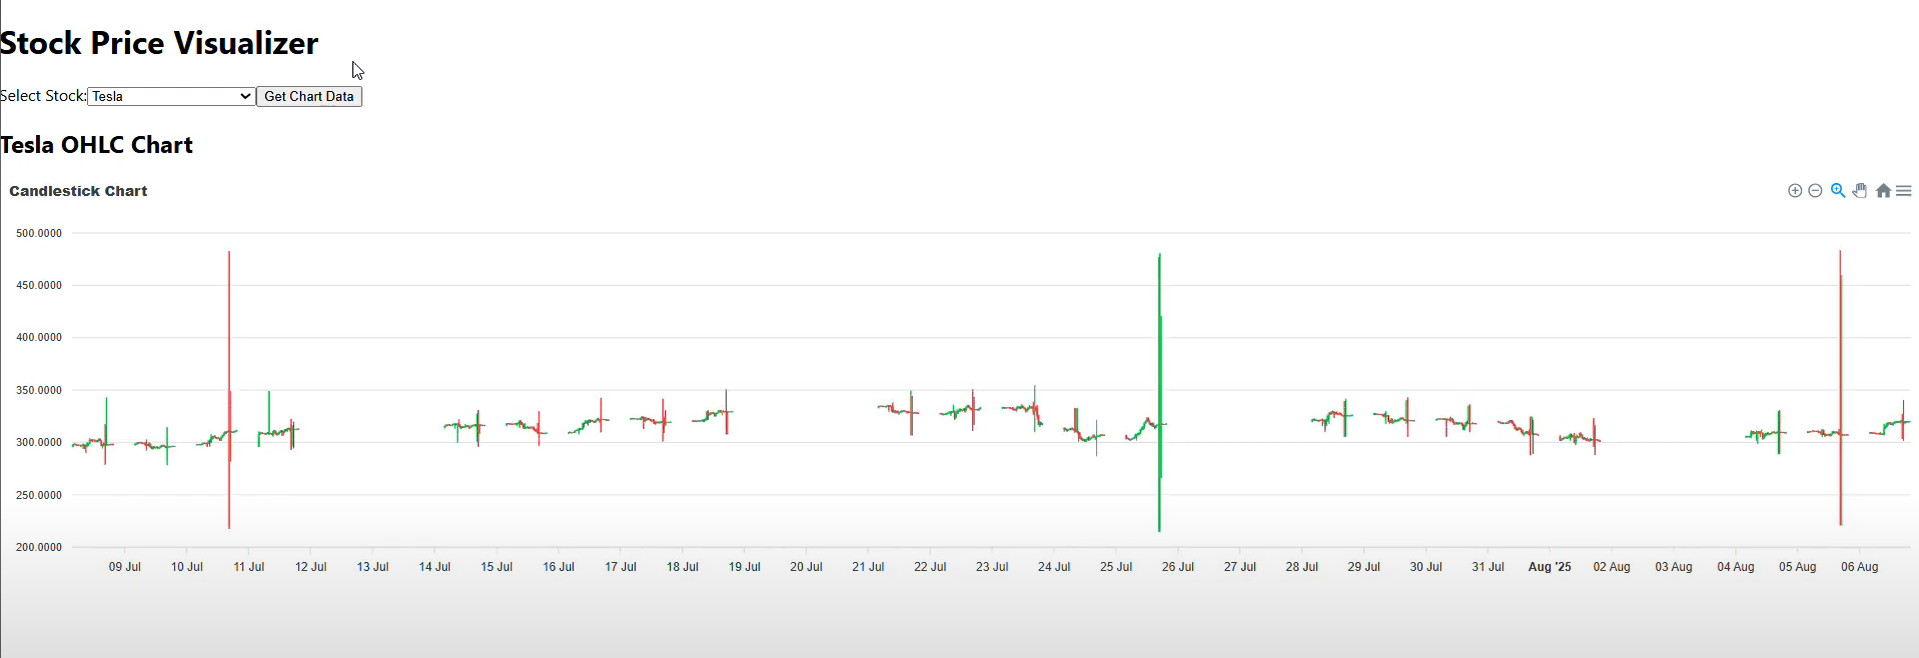 Stock Price Visualizer
Select Stock: Tesla Get Chart Data
Tesla OHLC Chart
Candlestick Chart
500.0000
450.0000
400.0000
350.0000
300.0000
250.0000
200.0000
09 Jul 10 Jul 11 Jul 12 Jul 13 Jul 14 Jul 15 Jul 16 Jul 17 Jul 18 Jul 19 Jul 20 Jul 21 Jul 22 Jul 23 Jul 24 Jul 25 Jul 26 Jul 27 Jul 28 Jul 29 Jul 30 Jul 31 Jul Aug '25 02 Aug 03 Aug 04 Aug 05 Aug 06 Aug